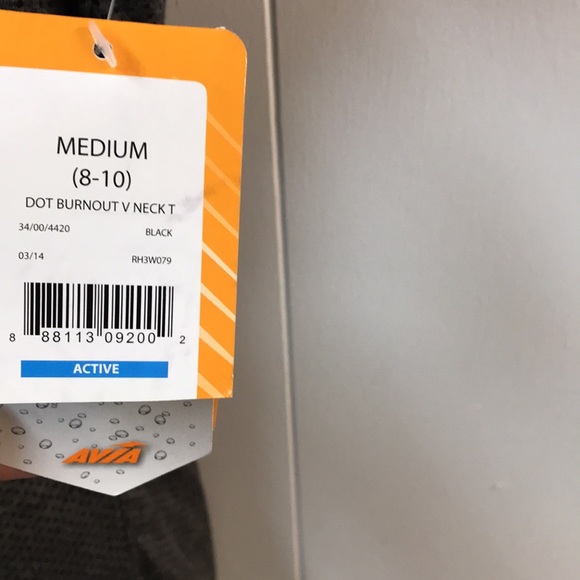 MEDIUM
(8-10)
DOT BURNOUT V NECK T
34/00/4420 BLACK
03/14 RH3W079
8 88113 09200 2
ACTIVE
AVIA